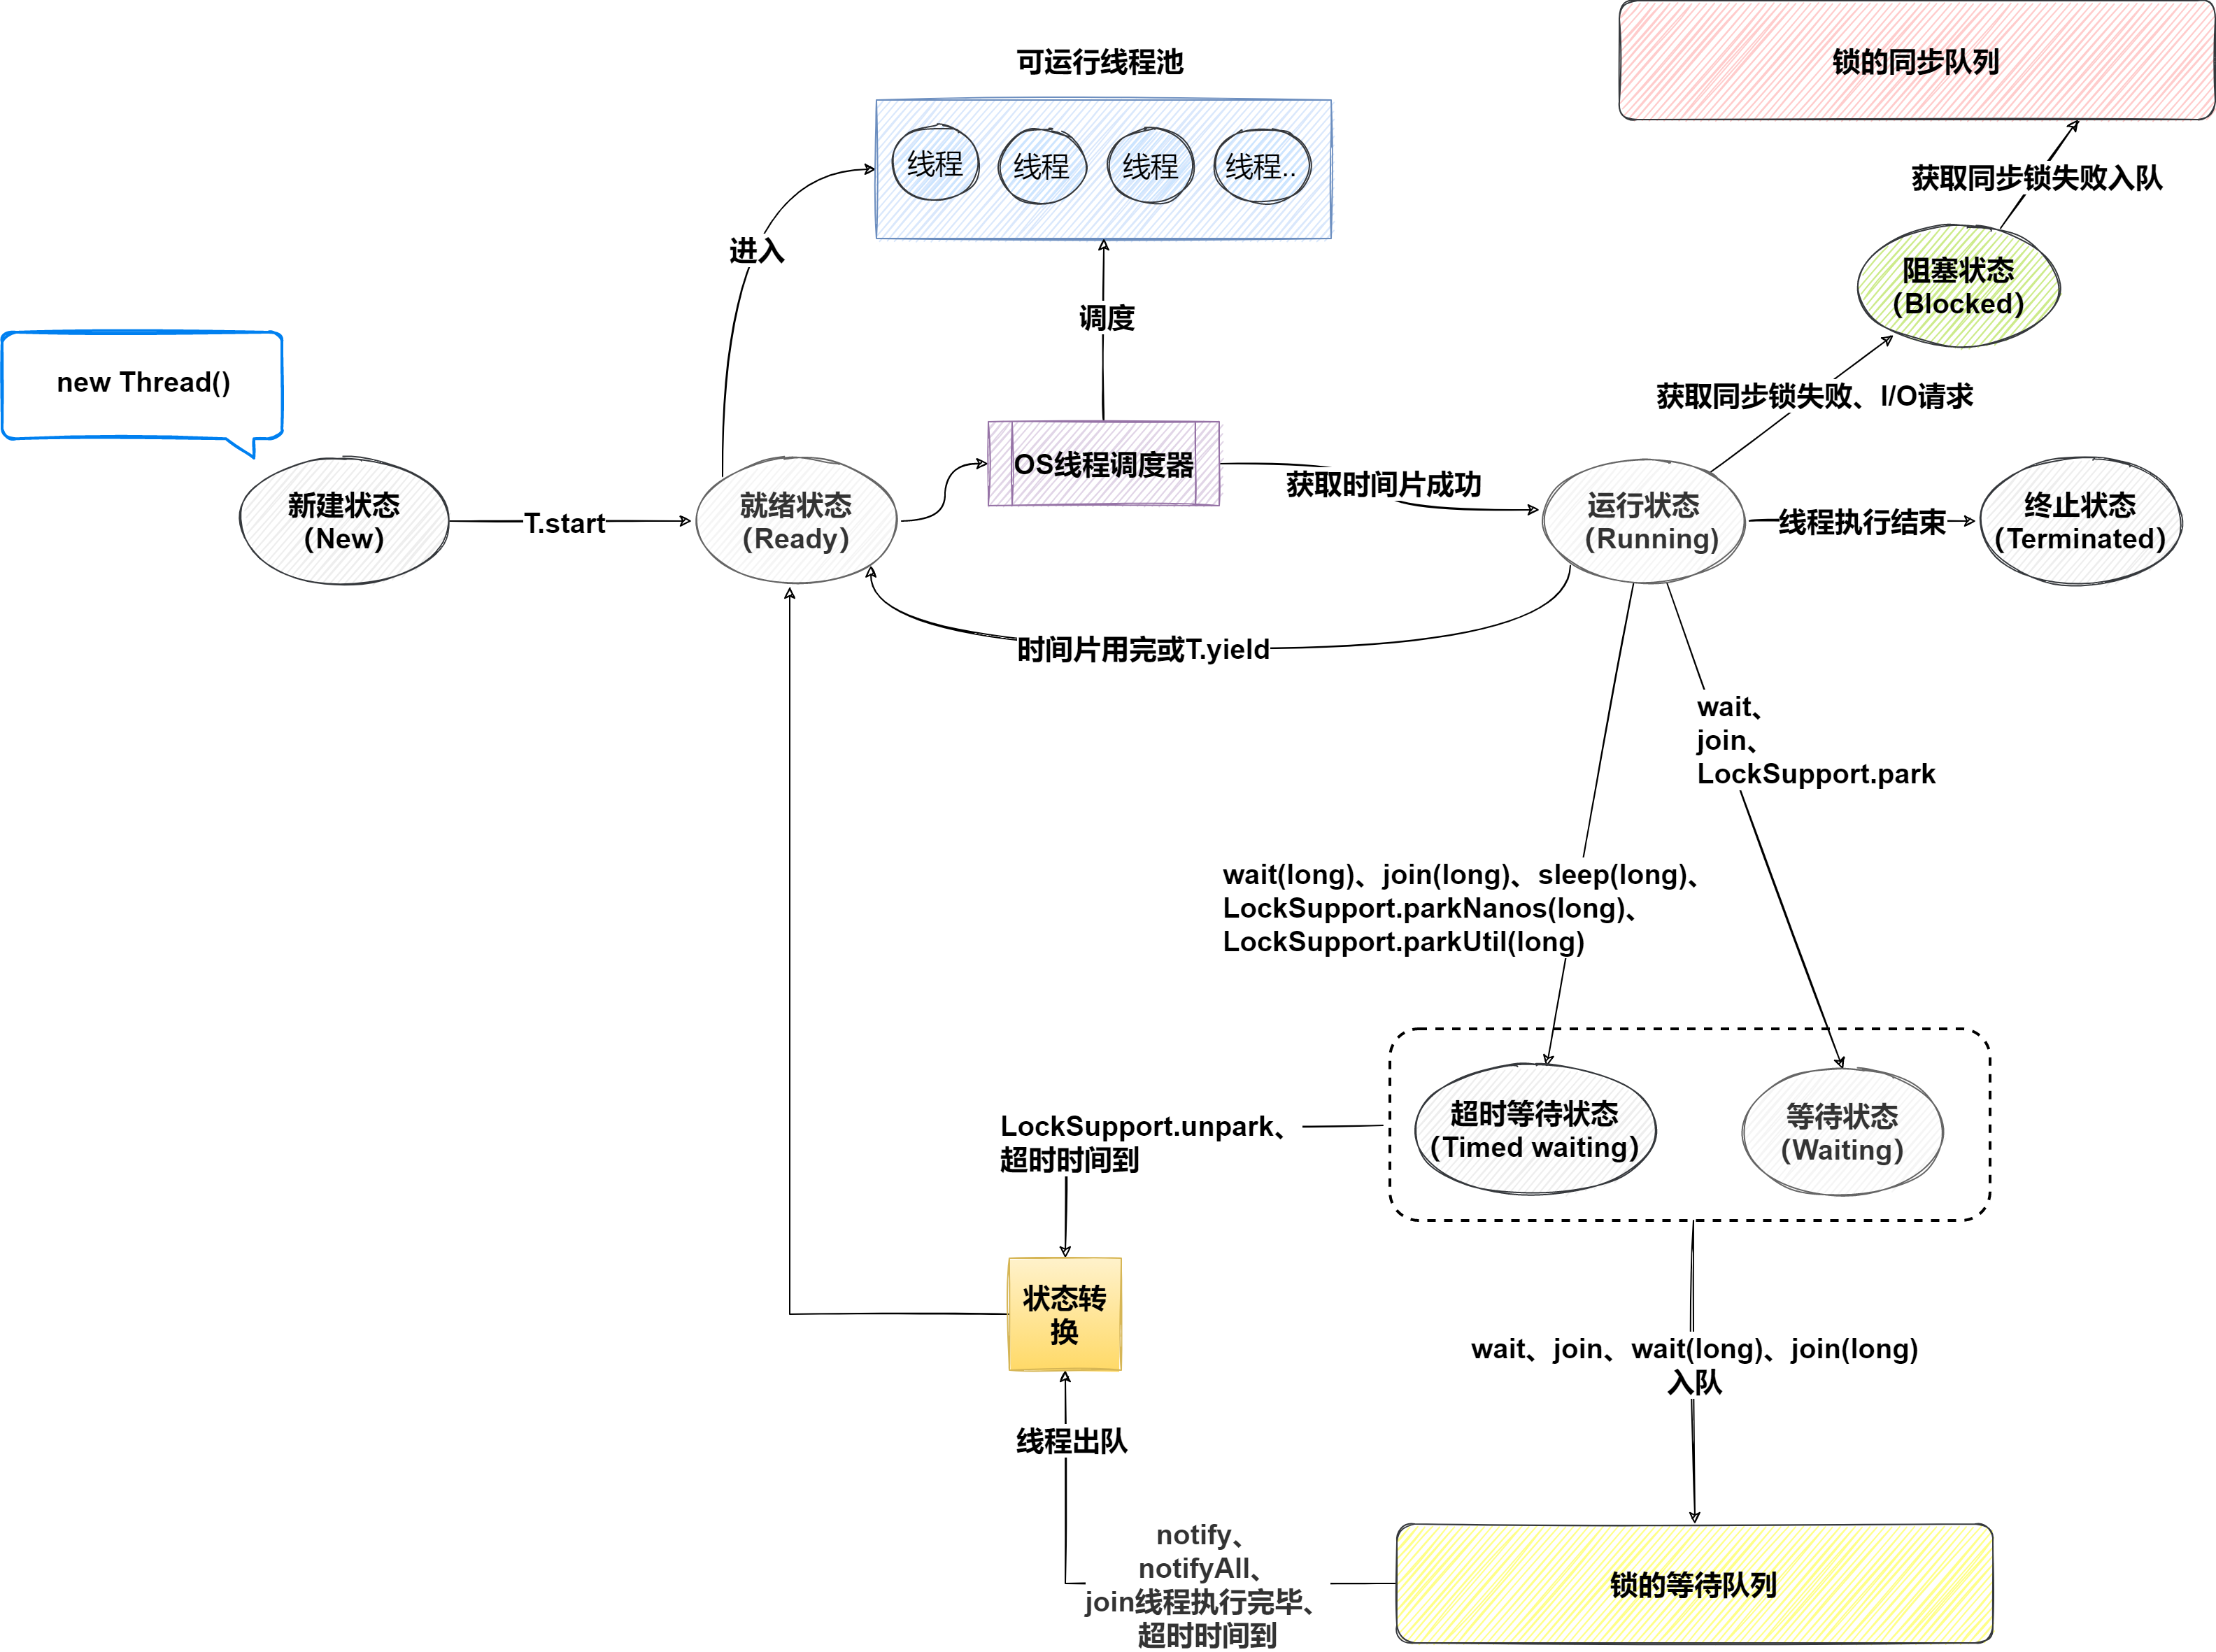 可运行线程池
锁的同步队列
线程
线程
线程
线程..
获取同步锁失败入队
进入
阻塞状态
（Blocked）
调度
new Thread()
获取同步锁失败、I/O请求
OS线程调度器
获取时间片成功
新建状态
（New）
T.start
就绪状态
（Ready）
运行状态
（Running)
线程执行结束
终止状态
（Terminated）
时间片用完或T.yield
wait、
join、
LockSupport.park
wait(long)、join(long)、sleep(long)、
LockSupport.parkNanos(long)、
LockSupport.parkUtil(long)
超时等待状态
（Timed waiting）
等待状态
（Waiting）
LockSupport.unpark、
超时时间到
状态转
换
wait、join、wait(long)、join(long)
入队
线程出队
notify、
notifyAll、
join线程执行完毕、
超时时间到
锁的等待队列